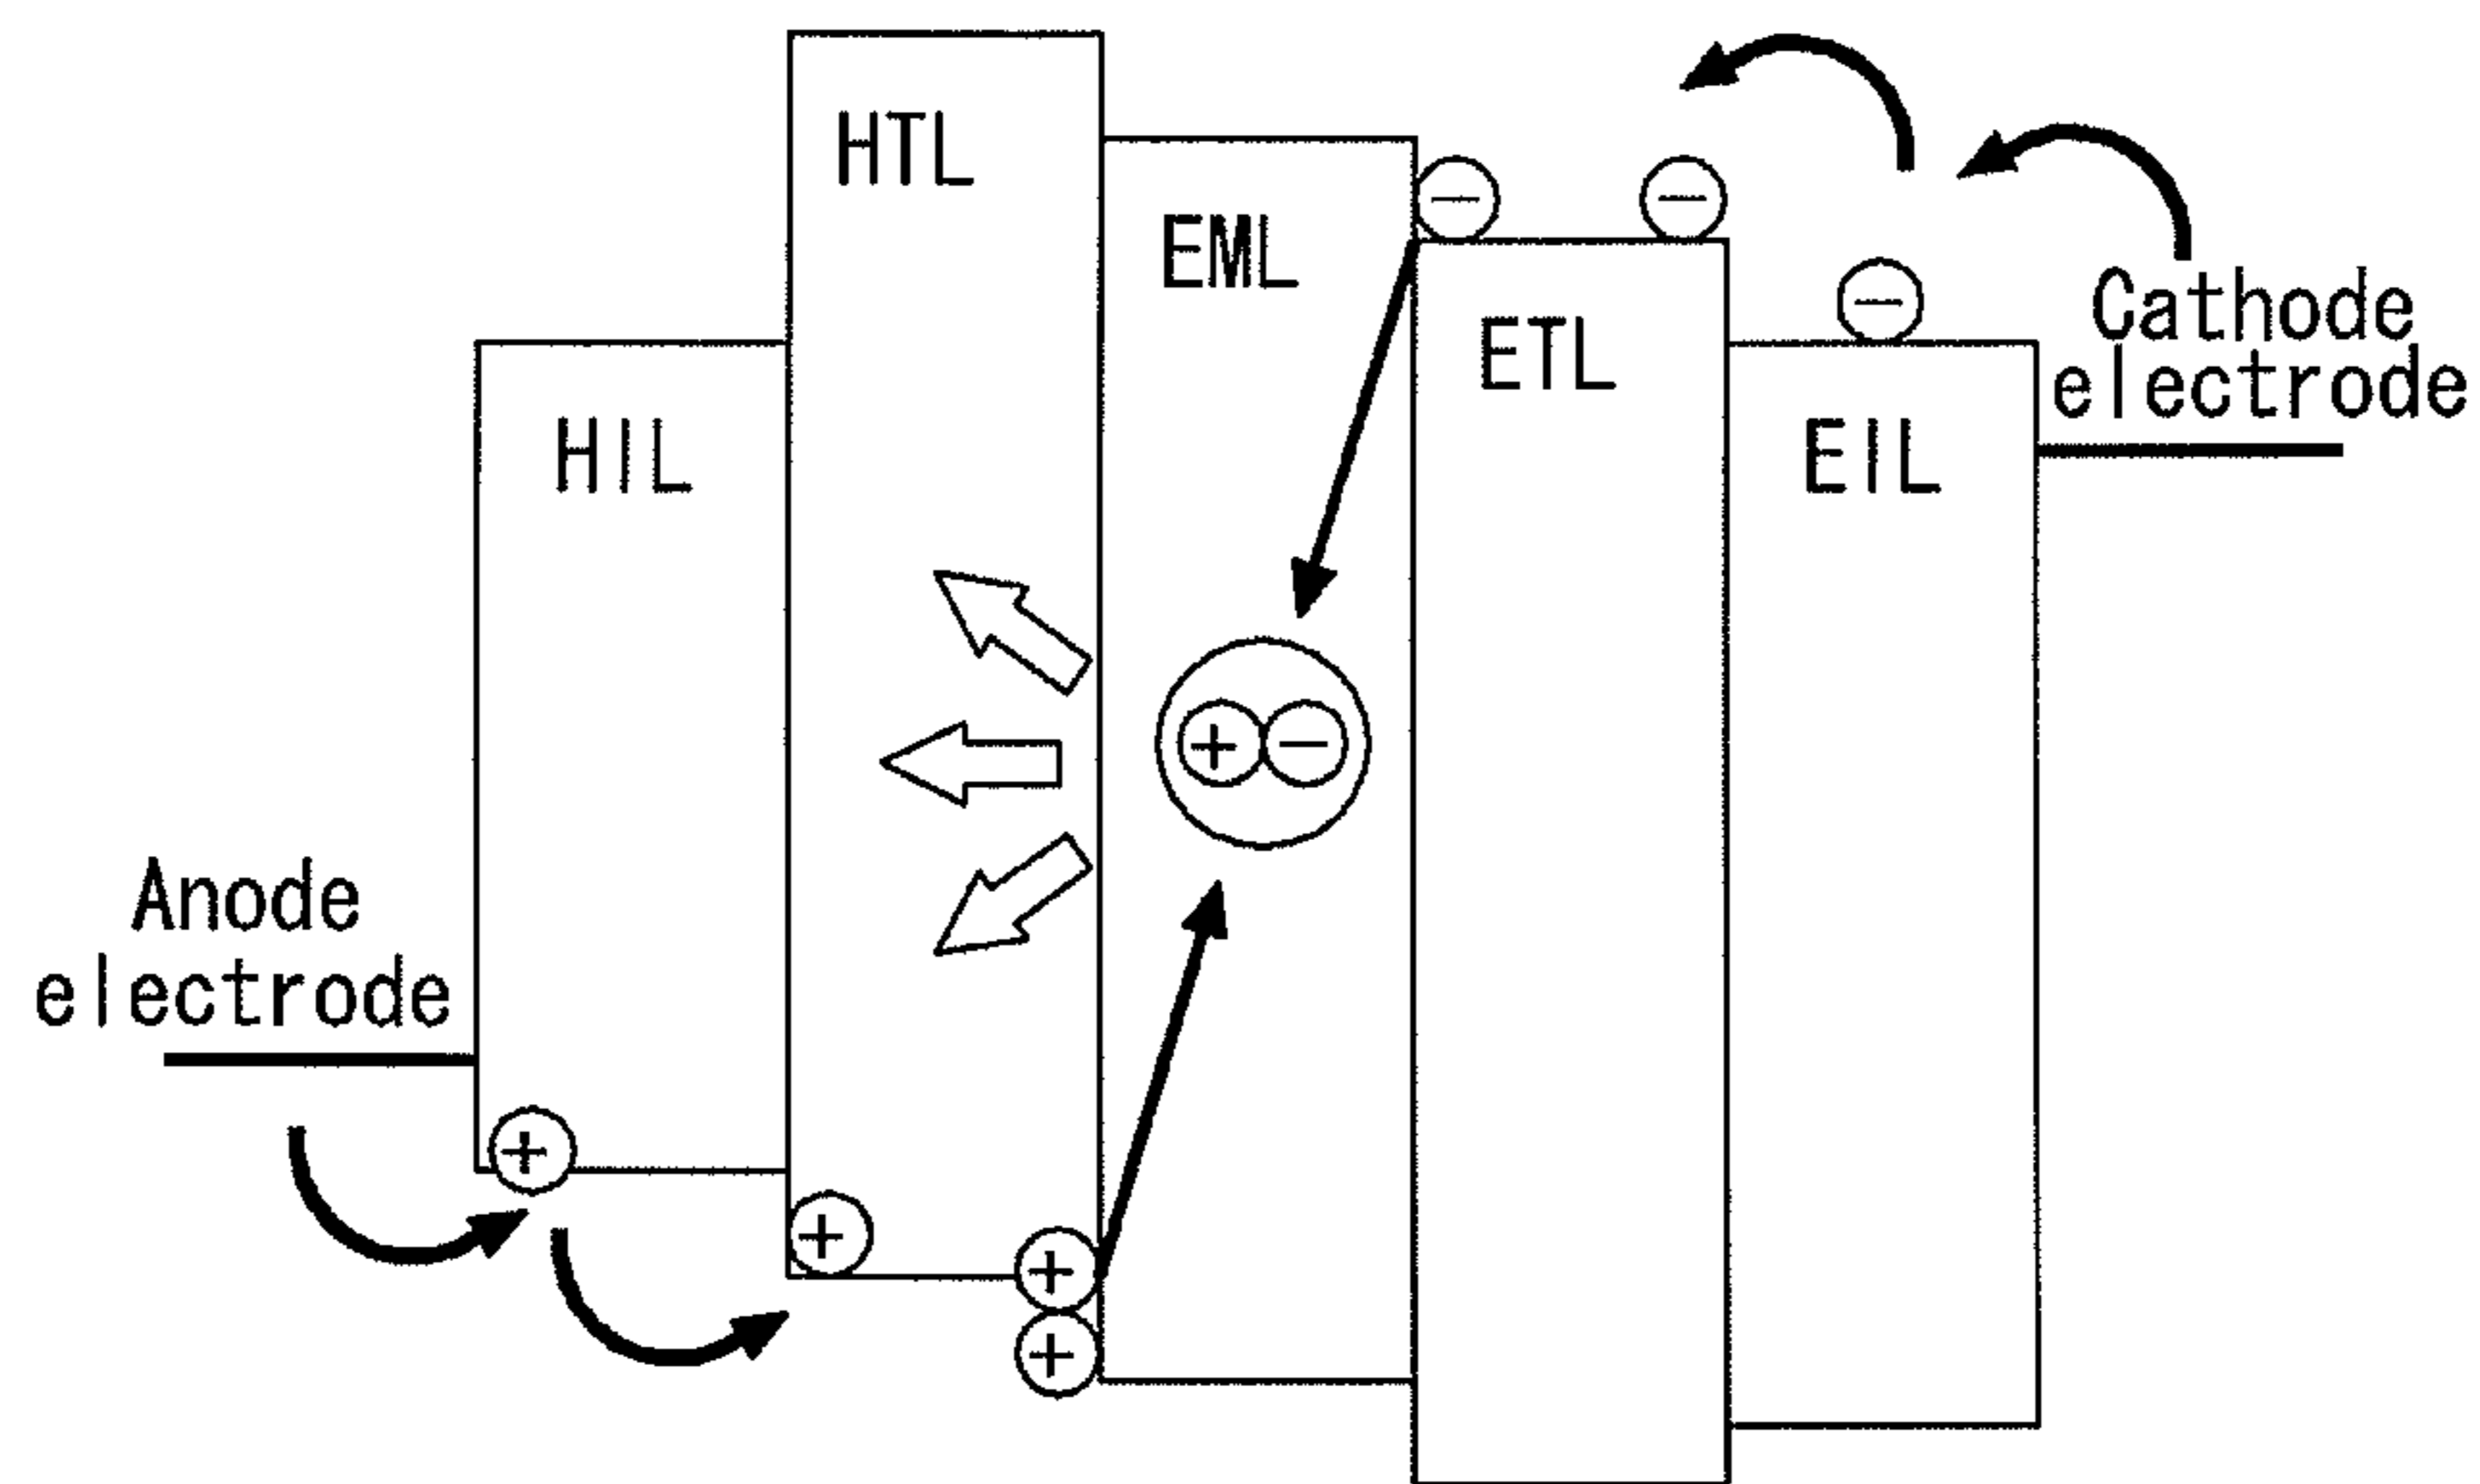 HTL
EML
Cathode
electrode
ETL
HIL
EIL
Anode
electrode